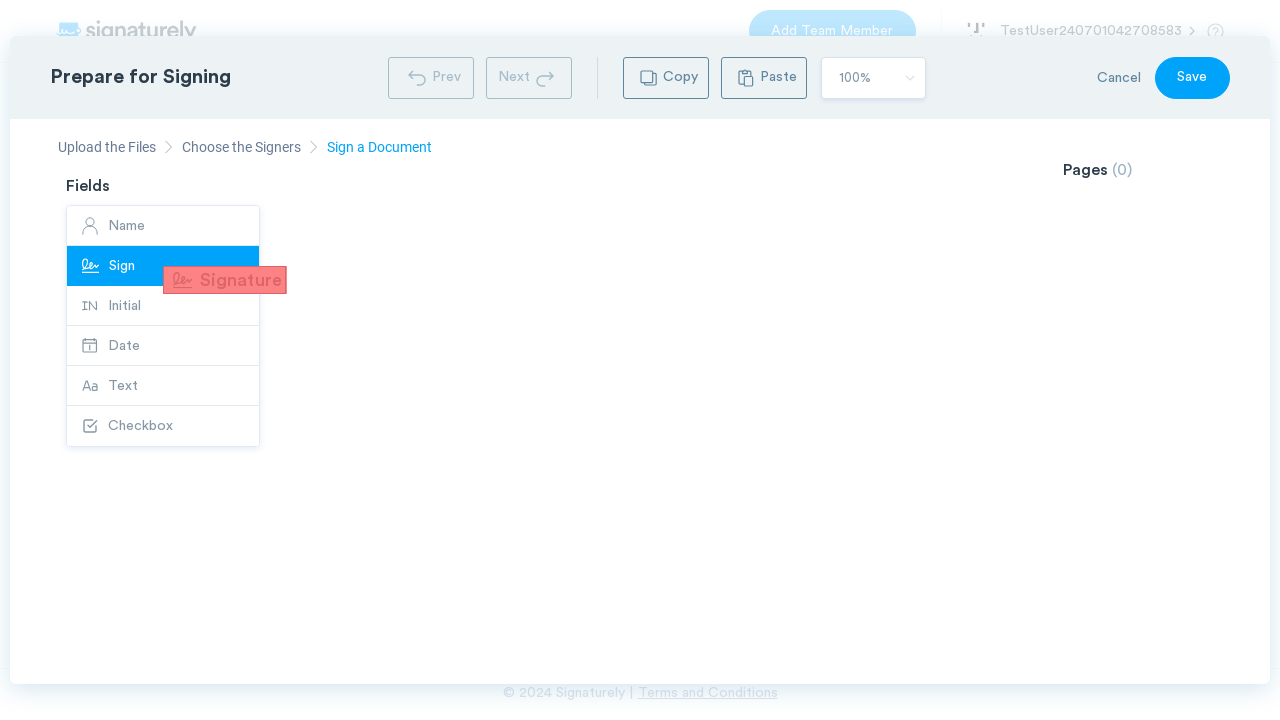 signaturely
Add Team Member
TestUser240701042708583
Prepare for Signing
Prev
Next
Copy
Paste
100%
Cancel
Save
Upload the Files
Choose the Signers
Sign a Document
Pages (0)
Fields
Name
Sign
Signature
IN Initial
Date
Aa Text
Checkbox
© 2024 Signaturely | Terms and Conditions